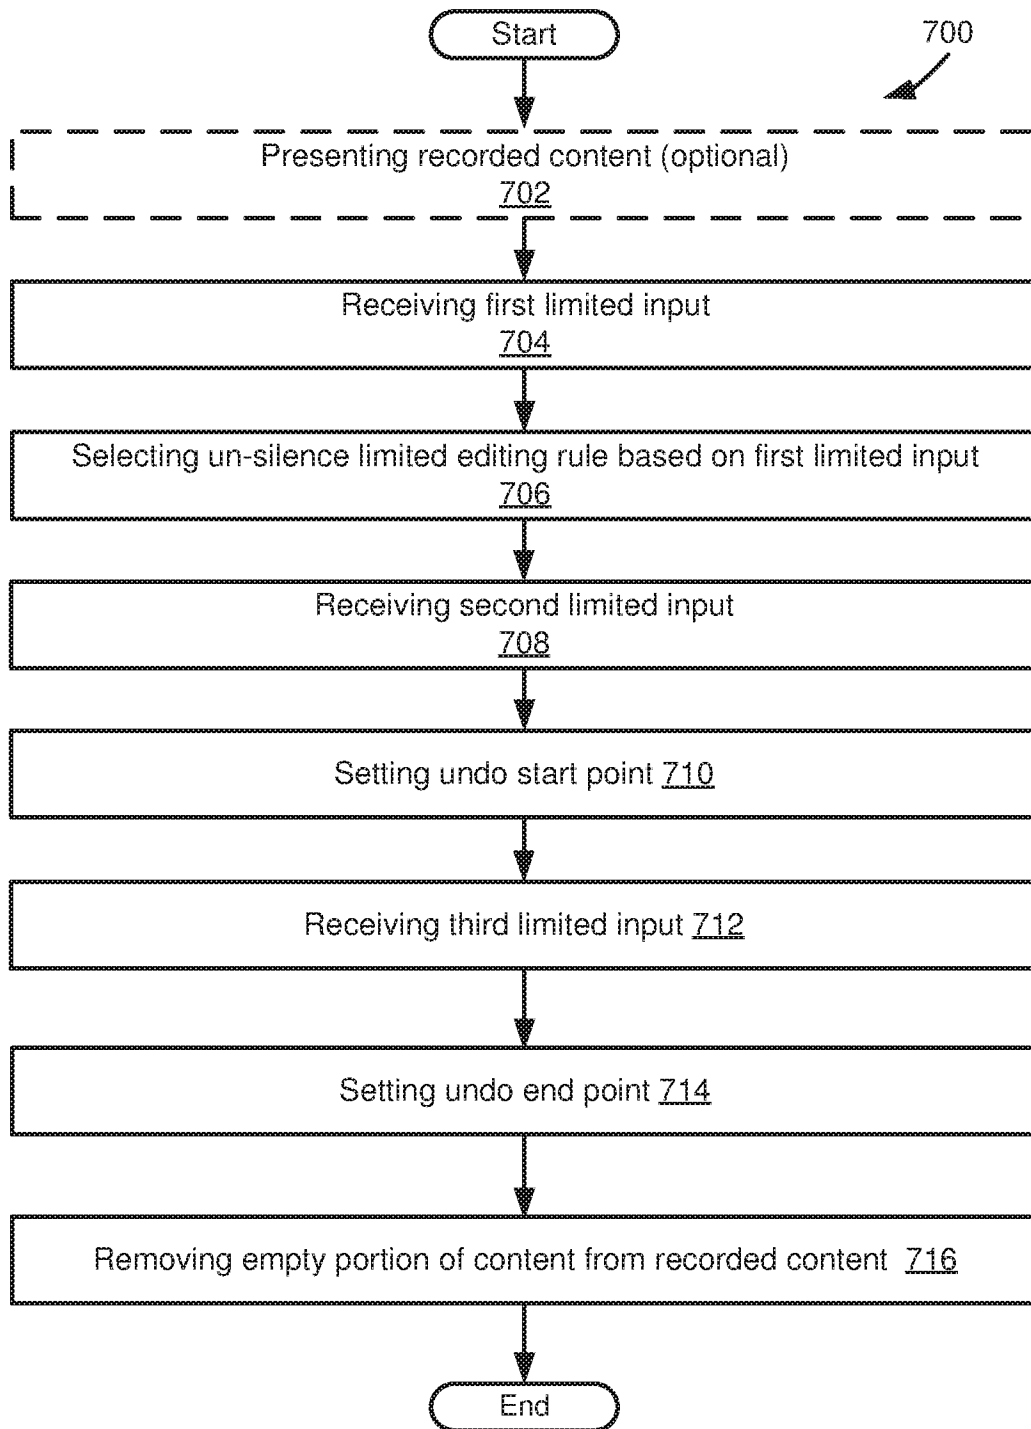 Start
700
Presenting recorded content (optional)
702
Receiving first limited input
704
Selecting un-silence limited editing rule based on first limited input
706
Receiving second limited input
708
Setting undo start point 710
Receiving third limited input 712
Setting undo end point 714
Removing empty portion of content from recorded content 716
End